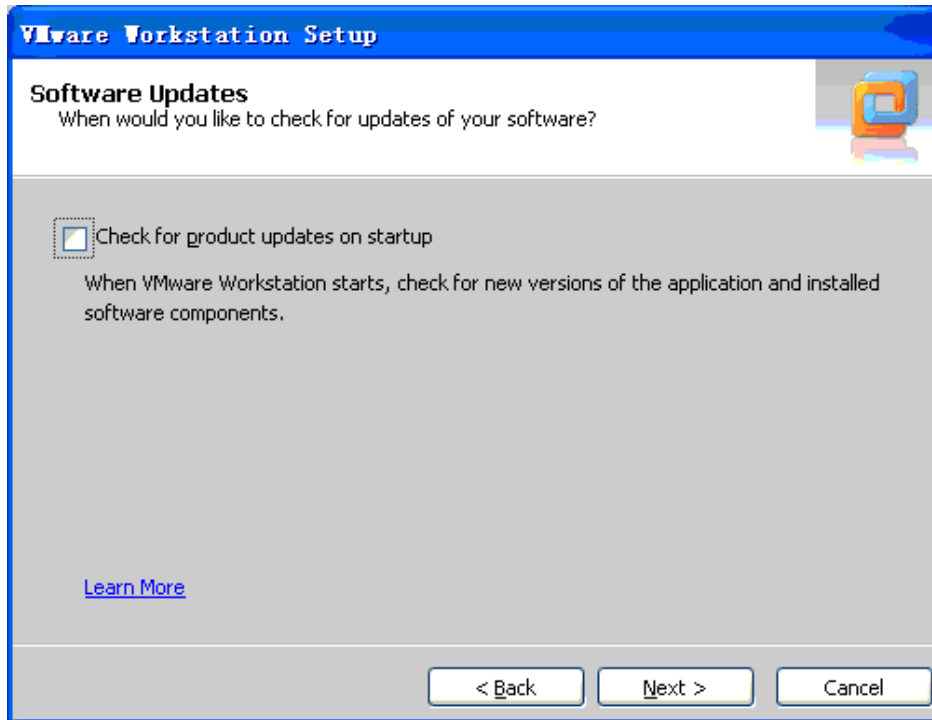 VMware Workstation Setup
Software Updates
When would you like to check for updates of your software?
Check for product updates on startup
When VMware Workstation starts, check for new versions of the application and installed
software components.
Learn More
< Back
Next >
Cancel